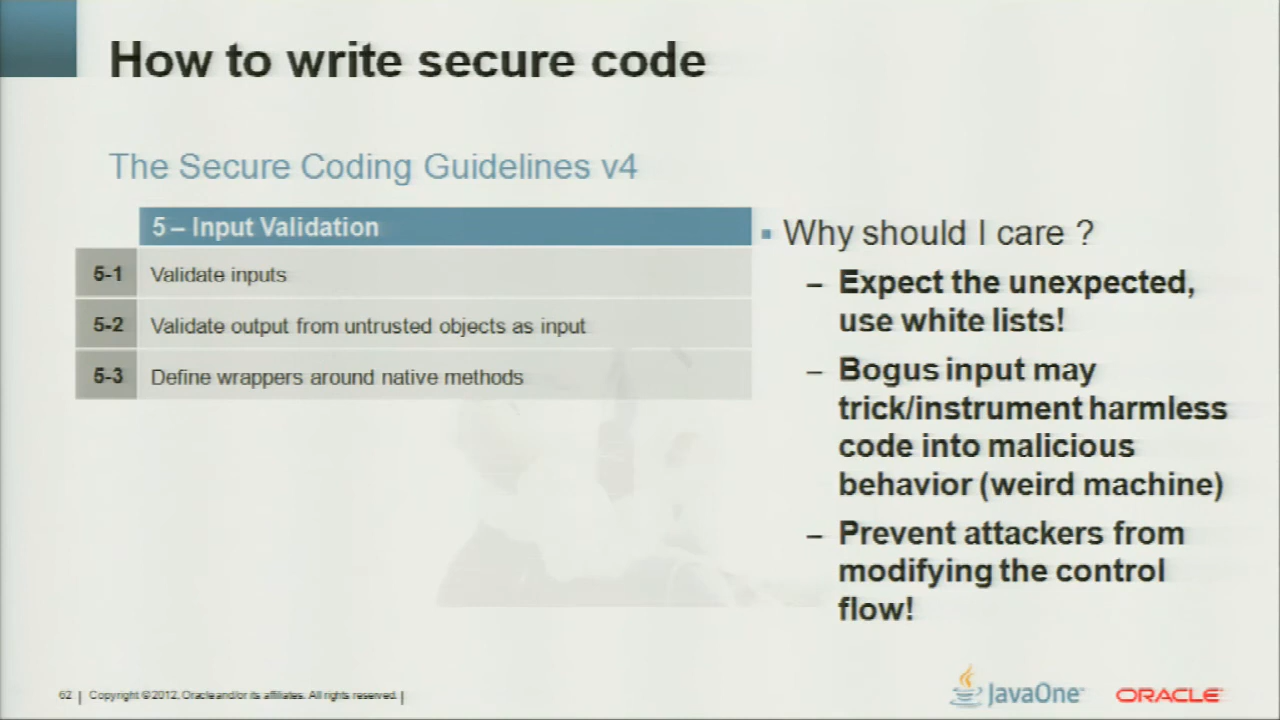 How to write secure code
The Secure Coding Guidelines v4
5 – Input Validation
5-1 Validate inputs
5-2 Validate output from untrusted objects as input
5-3 Define wrappers around native methods
▪ Why should I care ?
– Expect the unexpected,
use white lists!
– Bogus input may
trick/instrument harmless
code into malicious
behavior (weird machine)
– Prevent attackers from
modifying the control
flow!
62 | Copyright © 2012, Oracle and/or its affiliates. All rights reserved. |
JavaOne
ORACLE